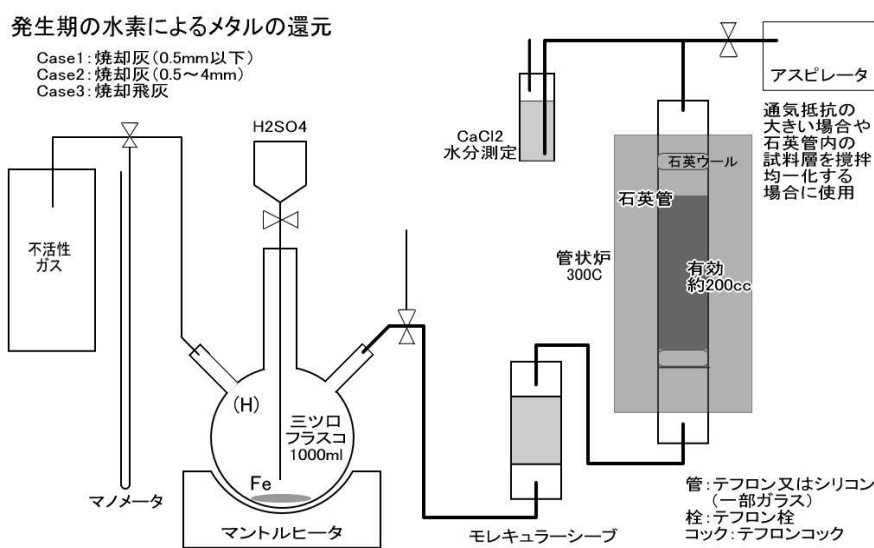 発生期の水素によるメタルの還元
Case1：焼却灰（0.5mm以下）
Case2：焼却灰（0.5～4mm）
Case3：焼却飛灰
H2SO4
不活性
ガス
マノメータ
(H)
三ツ口
フラスコ
1000ml
Fe
マントルヒータ
モレキュラーシーブ
CaCl2
水分測定
アスピレータ
通気抵抗の
大きい場合や
石英管内の
試料層を撹拌
均一化する
場合に使用
石英ウール
石英管
管状炉
300C
有効
約200cc
管：テフロン又はシリコン
（一部ガラス）
栓：テフロン栓
コック：テフロンコック